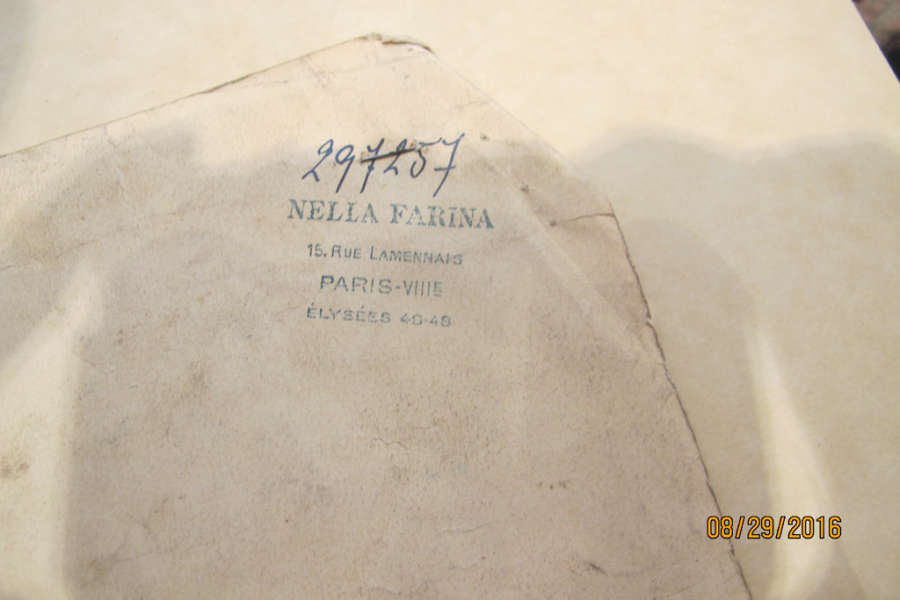 297257
NELLA FARINA
15, RUE LAMENNAIS
PARIS-VIIIE
ÉLYSÉES 40-48
08/29/2016